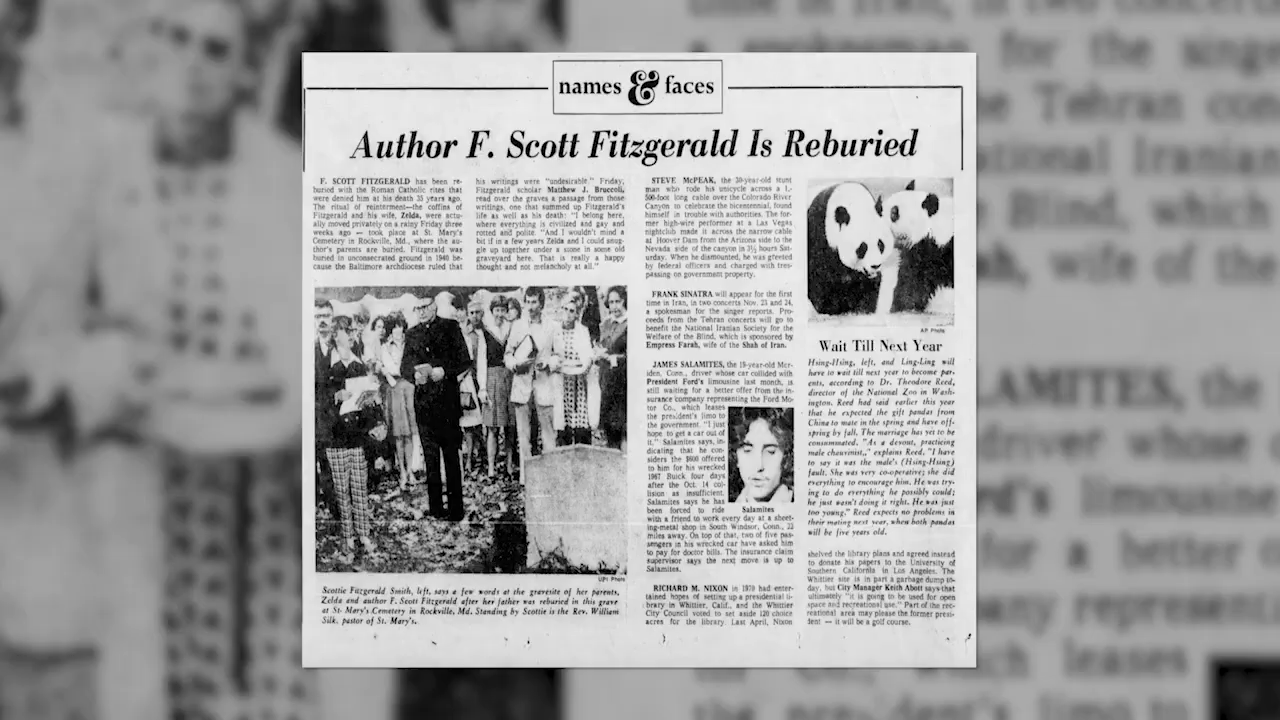 names & faces
Author F. Scott Fitzgerald Is Reburied
F. SCOTT FITZGERALD has been re-
buried with the Roman Catholic rites that
were denied him at his death 35 years ago.
The ritual of reinterment—the coffins of
Fitzgerald and his wife, Zelda, were actu-
ally moved privately on a rainy Friday three
weeks ago — took place at St. Mary's
Cemetery in Rockville, Md., where the au-
thor's parents are buried. Fitzgerald was
buried in unconsecrated ground in 1940 be-
cause the Baltimore archdiocese ruled that
his writings were "undesirable." Friday,
Fitzgerald scholar Matthew J. Bruccoli,
read over the graves a passage from those
writings, one that summed up Fitzgerald's
life as well as his death: "I belong here,
where everything is civilized and gay and
rotted and polite. "And I wouldn't mind a
bit if in a few years Zelda and I could snug-
gle up together under a stone in some old
graveyard here. That is really a happy
thought and not melancholy at all."
UPI Photo
Scottie Fitzgerald Smith, left, says a few words at the gravesite of her parents,
Zelda and author F. Scott Fitzgerald after her father was reburied in this grave
at St. Mary's Cemetery in Rockville, Md. Standing by Scottie is the Rev. William
Silk, pastor of St. Mary's.
STEVE McPEAK, the 30-year-old stunt
man who rode his unicycle across a 1,-
500-foot long cable over the Colorado River
Canyon to celebrate the bicentennial, found
himself in trouble with authorities. The for-
mer high-wire performer at a Las Vegas
nightclub made it across the narrow cable
at Hoover Dam from the Arizona side to the
Nevada side of the canyon in 3½ hours Sat-
urday. When he dismounted, he was greeted
by federal officers and charged with tres-
passing on government property.
FRANK SINATRA will appear for the first
time in Iran, in two concerts Nov. 23 and 24,
a spokesman for the singer reports. Pro-
ceeds from the Tehran concerts will go to
benefit the National Iranian Society for the
Welfare of the Blind, which is sponsored by
Empress Farah, wife of the Shah of Iran.
JAMES SALAMITES, the 19-year-old Mer-
iden, Conn., driver whose car collided with
President Ford's limousine last month, is
still waiting for a better offer from the in-
surance company representing the Ford Mo-
tor Co., which leases
the president's limo to
the government. "I just
hope to get a car out of
it," Salamites says, in-
dicating that he con-
siders the $600 offered
to him for his wrecked
1967 Buick four days
after the Oct. 14 col-
lision as insufficient.
Salamites says he has
been forced to ride
with a friend to work every day at a sheet-
ing-metal shop in South Windsor, Conn., 22
miles away. On top of that, two of five pas-
sengers in his wrecked car have asked him
to pay for doctor bills. The insurance claim
supervisor says the next move is up to
Salamites.
Salamites
RICHARD M. NIXON in 1970 had enter-
tained hopes of setting up a presidential li-
brary in Whittier, Calif., and the Whittier
City Council voted to set aside 120 choice
acres for the library. Last April, Nixon
AP Photo
Wait Till Next Year
Hsing-Hsing, left, and Ling-Ling will
have to wait till next year to become par-
ents, according to Dr. Theodore Reed,
director of the National Zoo in Wash-
ington. Reed had said earlier this year
that he expected the gift pandas from
China to mate in the spring and have off-
spring by fall. The marriage has yet to be
consummated. "As a devout, practicing
male chauvinist,, explains Reed, "I have
to say it was the male's (Hsing-Hsing)
fault. She was very co-operative; she did
everything to encourage him. He was try-
ing to do everything he possibly could;
he just wasn't doing it right. He was just
too young." Reed expects no problems in
their mating next year, when both pandas
will be five years old.
shelved the library plans and agreed instead
to donate his papers to the University of
Southern California in Los Angeles. The
Whittier site is in part a garbage dump to-
day, but City Manager Keith Abott says that
ultimately "it is going to be used for open
space and recreational use." Part of the rec-
reational area may please the former presi-
dent — it will be a golf course.